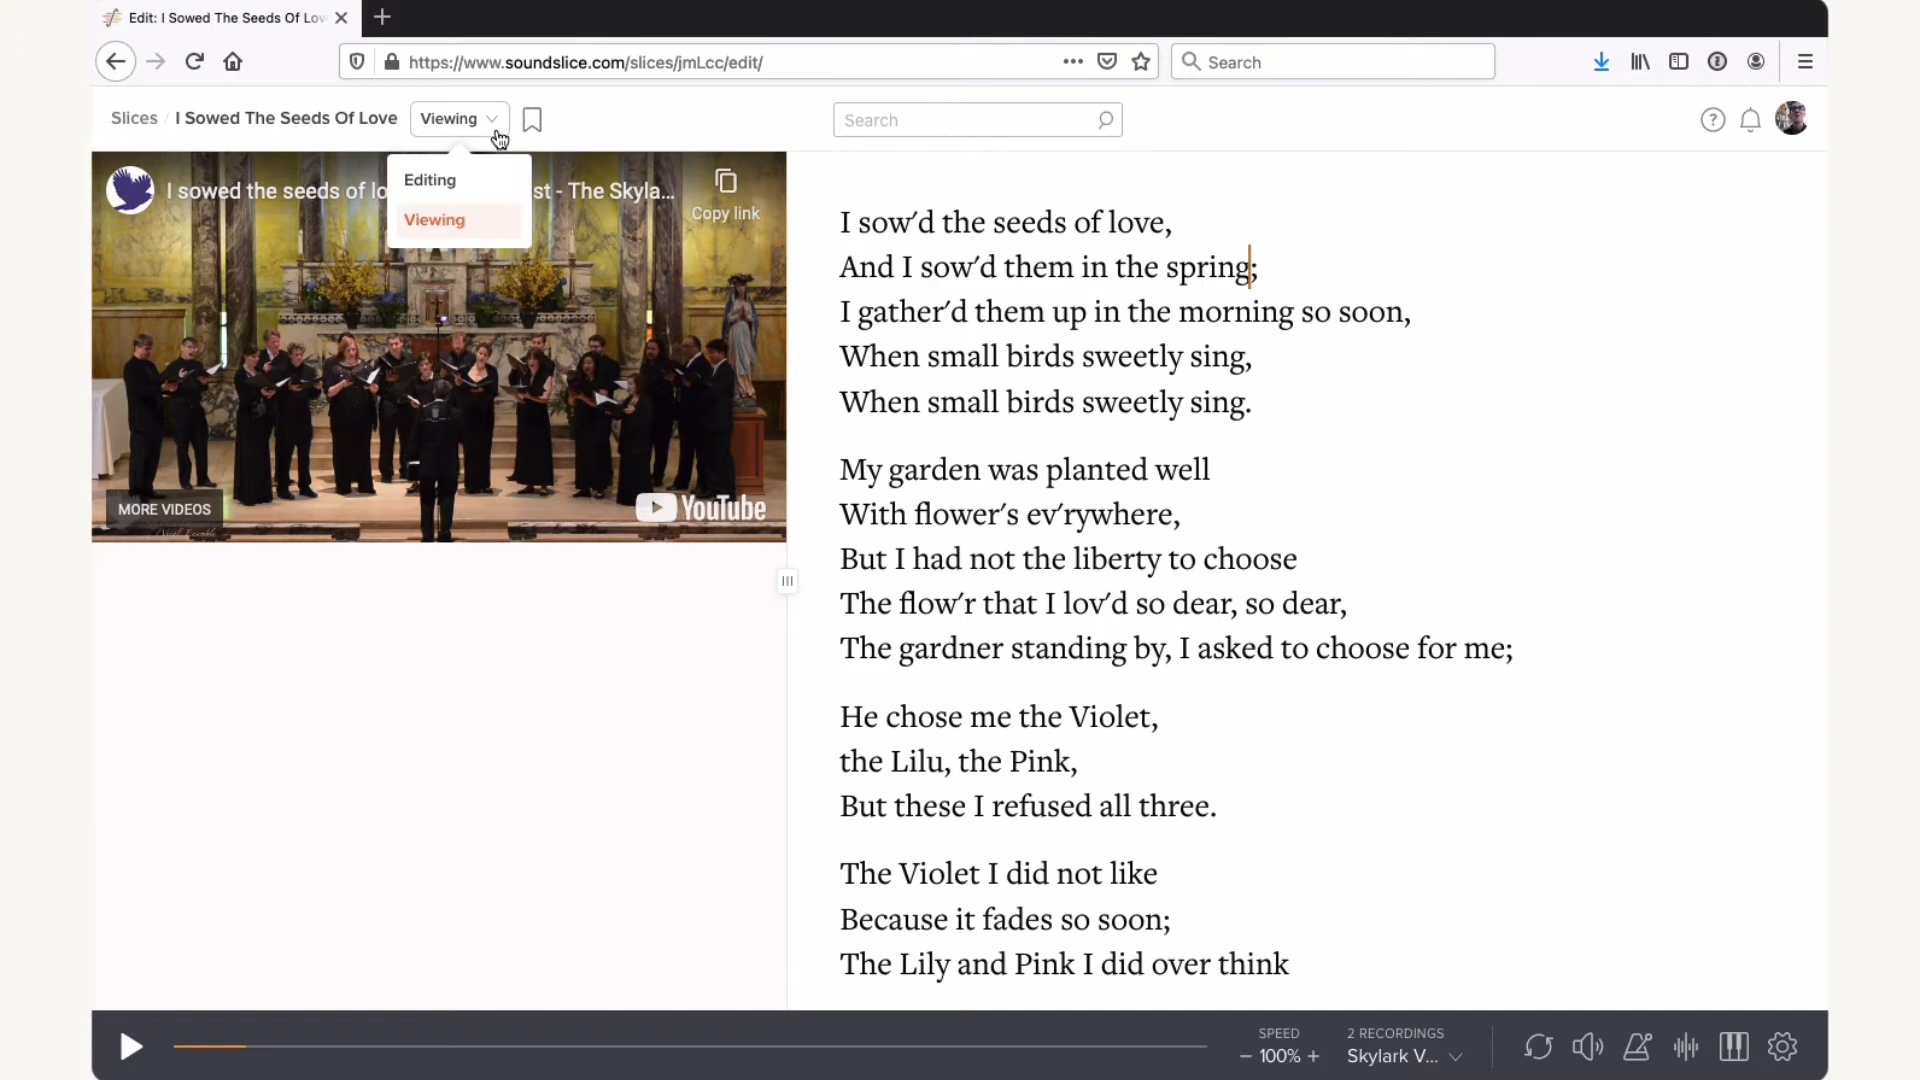 Edit: I Sowed The Seeds Of Lov
https://www.soundslice.com/slices/jmLcc/edit/
Search
Slices / I Sowed The Seeds Of Love
Viewing
Search
Editing
Viewing
I sowed the seeds of lo
st - The Skyla...
Copy link
MORE VIDEOS
YouTube
I sow'd the seeds of love,
And I sow'd them in the spring;
I gather'd them up in the morning so soon,
When small birds sweetly sing,
When small birds sweetly sing.
My garden was planted well
With flower's ev'rywhere,
But I had not the liberty to choose
The flow'r that I lov'd so dear, so dear,
The gardner standing by, I asked to choose for me;
He chose me the Violet,
the Lilu, the Pink,
But these I refused all three.
The Violet I did not like
Because it fades so soon;
The Lily and Pink I did over think
SPEED
− 100% +
2 RECORDINGS
Skylark V...